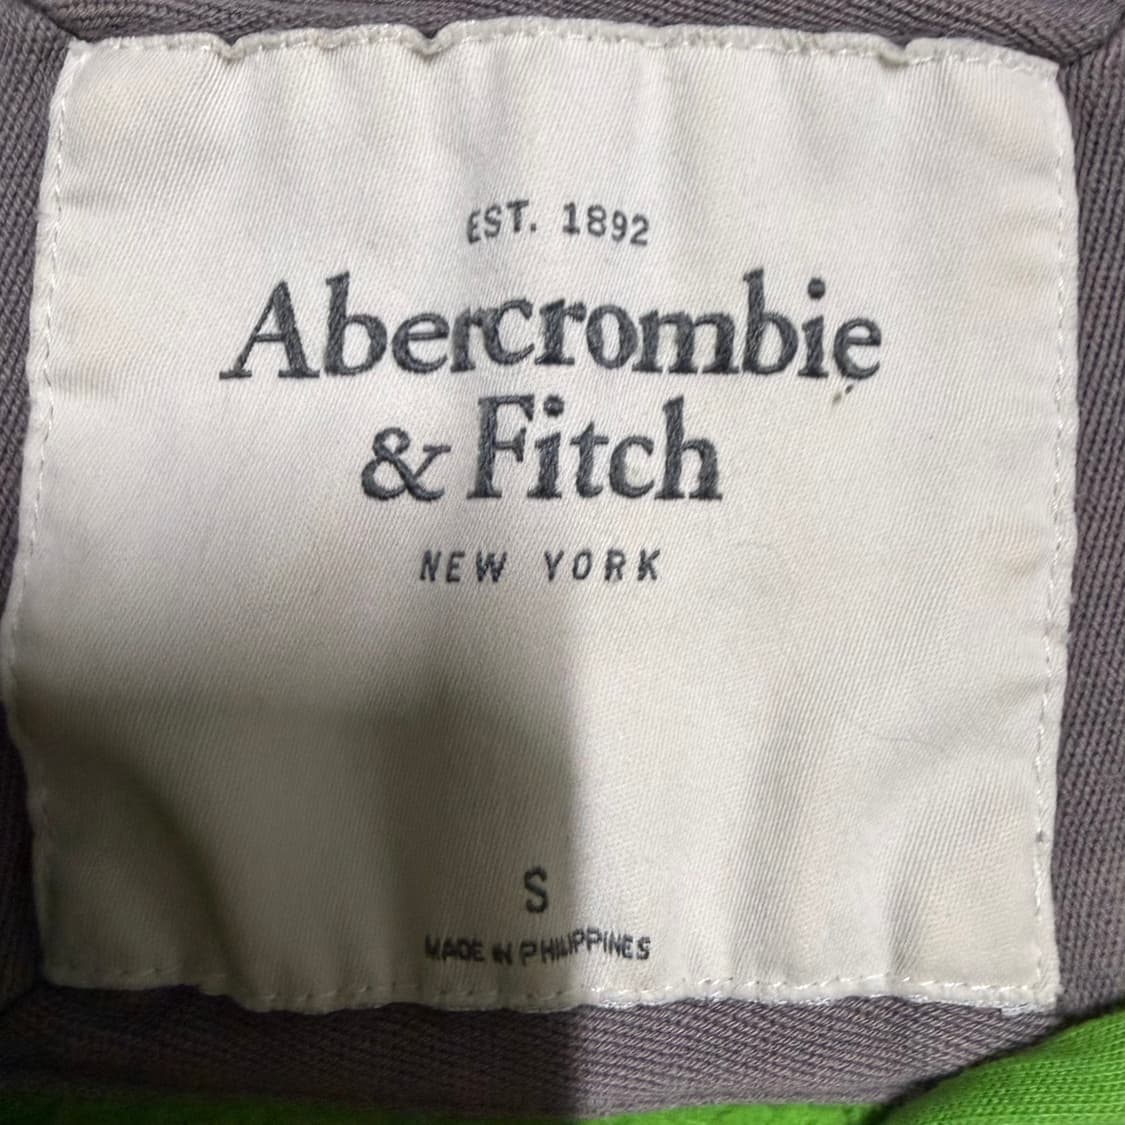 EST. 1892
Abercrombie
& Fitch
NEW YORK
S
MADE IN PHILIPPINES